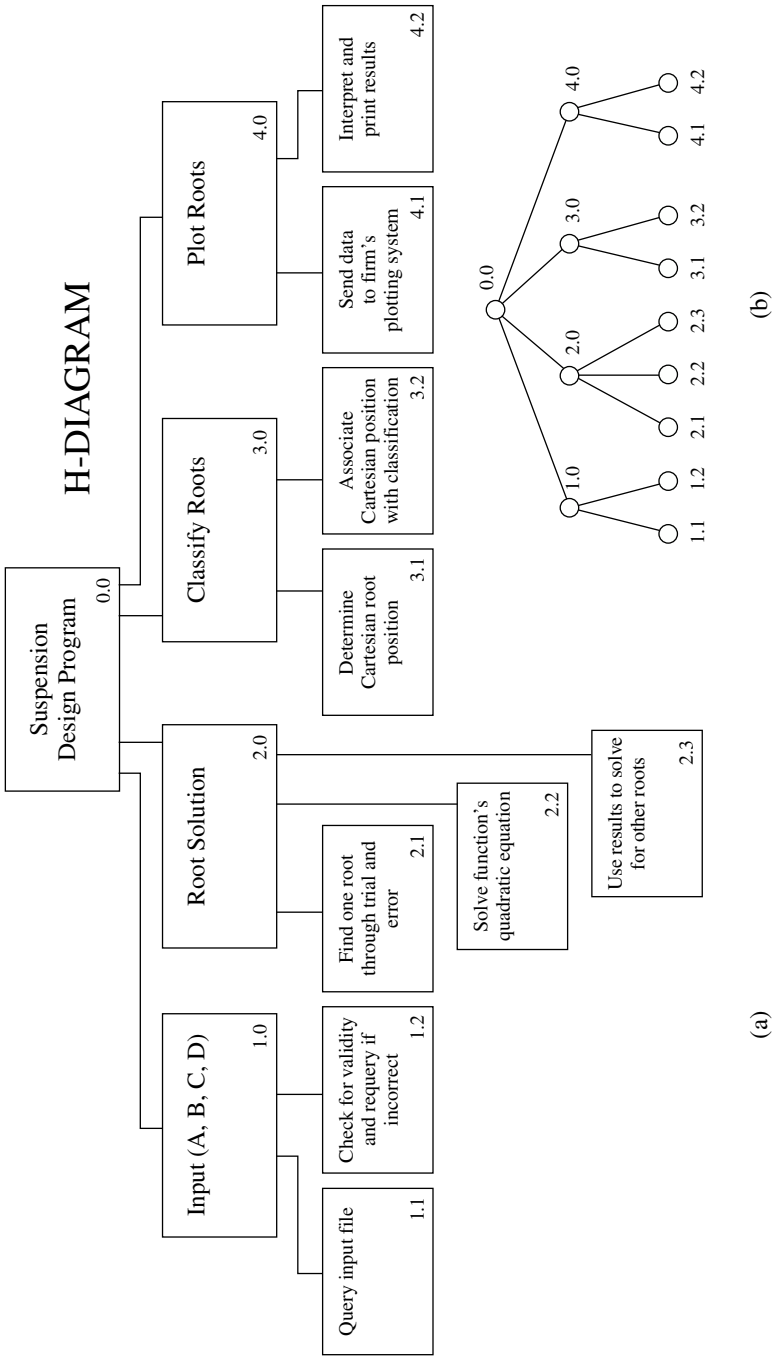 H-DIAGRAM
Suspension
Design Program
0.0
Input (A, B, C, D)
1.0
Root Solution
2.0
Classify Roots
3.0
Plot Roots
4.0
Query input file
1.1
Check for validity
and requery if
incorrect
1.2
Find one root
through trial and
error
2.1
Solve function’s
quadratic equation
2.2
Use results to solve
for other roots
2.3
Determine
Cartesian root
position
3.1
Associate
Cartesian position
with classification
3.2
Send data
to firm’s
plotting system
4.1
Interpret and
print results
4.2
(a)
0.0
1.0
2.0
3.0
4.0
1.1
1.2
2.1
2.2
2.3
3.1
3.2
4.1
4.2
(b)